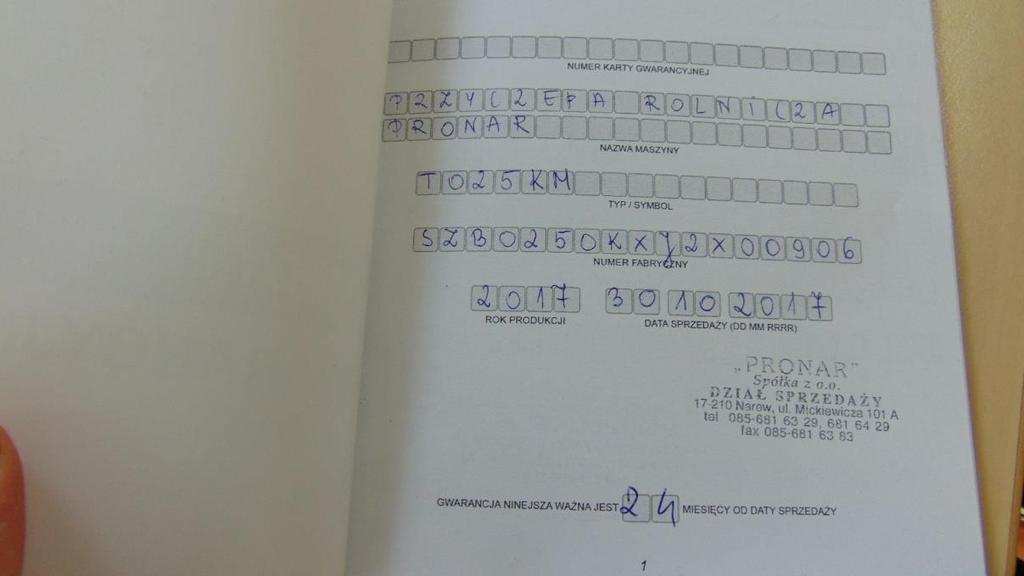 NUMER KARTY GWARANCYJNEJ
PRZYCZEPA ROLNICZA
PRONAR
NAZWA MASZYNY
T025KM
TYP / SYMBOL
SZB0250KXJ2X00906
NUMER FABRYCZNY
2017 30 10 2017
ROK PRODUKCJI DATA SPRZEDAŻY (DD MM RRRR)
„PRONAR"
Spółka z o.o.
DZIAŁ SPRZEDAŻY
17-210 Narew, ul. Mickiewicza 101 A
tel 085-681 63 29, 681 64 29
fax 085-681 63 83
GWARANCJA NINIEJSZA WAŻNA JEST 24 MIESIĘCY OD DATY SPRZEDAŻY
1